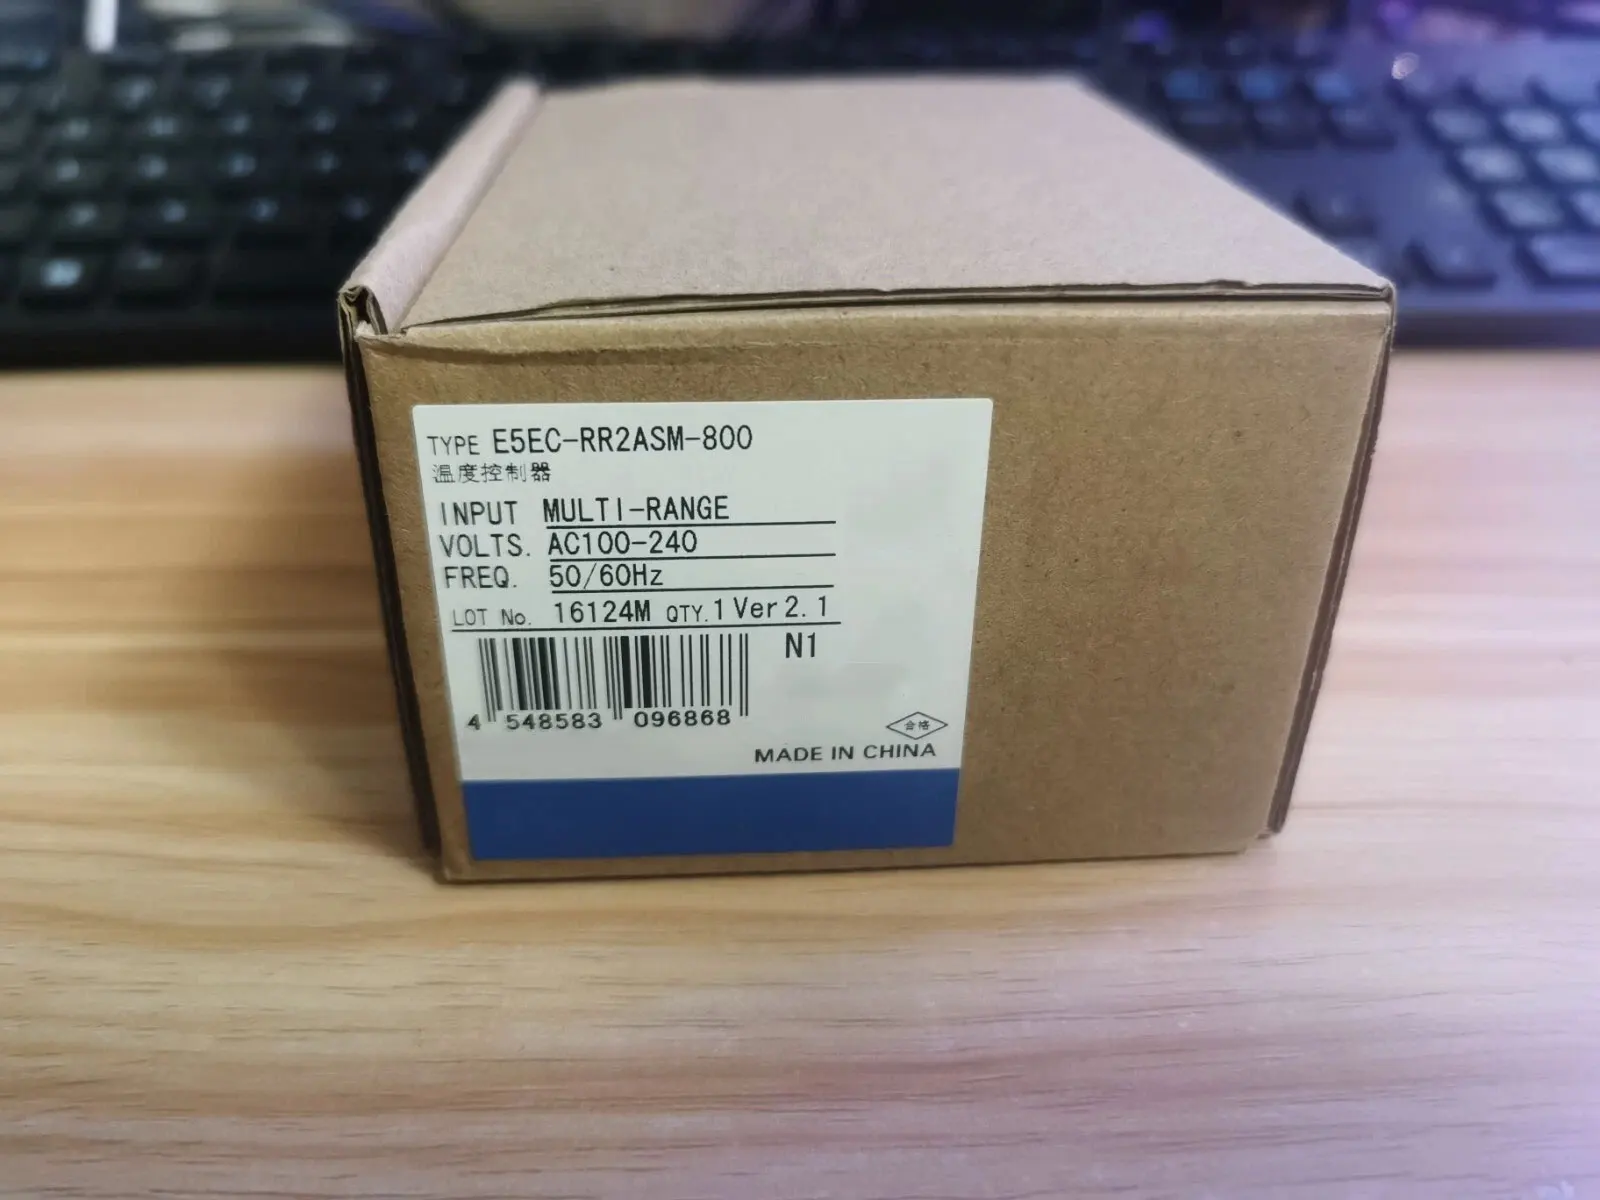 TYPE E5EC-RR2ASM-800
温度控制器
INPUT MULTI-RANGE
VOLTS. AC100-240
FREQ. 50/60Hz
LOT No. 16124M QTY.1 Ver 2.1
N1
4 548583 096868
合格
MADE IN CHINA